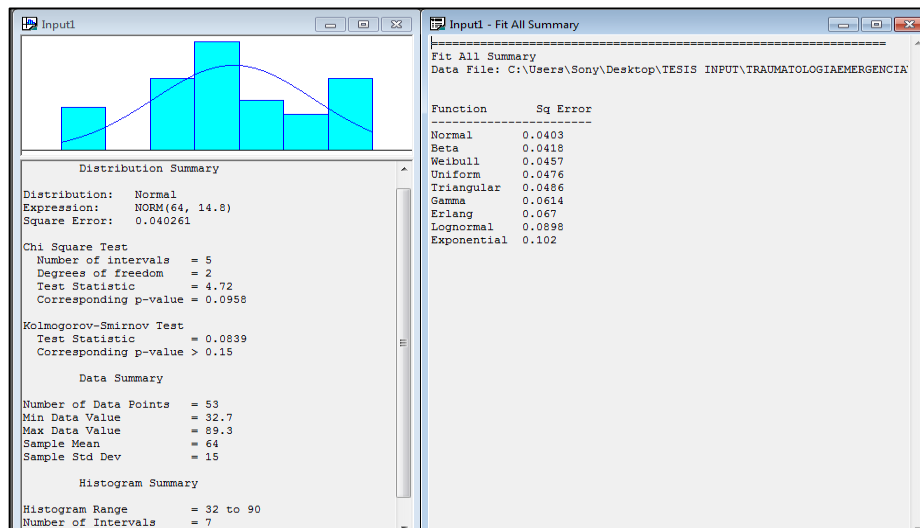 Input1
Distribution Summary
Distribution: Normal
Expression: NORM(64, 14.8)
Square Error: 0.040261
Chi Square Test
Number of intervals = 5
Degrees of freedom = 2
Test Statistic = 4.72
Corresponding p-value = 0.0958
Kolmogorov-Smirnov Test
Test Statistic = 0.0839
Corresponding p-value > 0.15
Data Summary
Number of Data Points = 53
Min Data Value = 32.7
Max Data Value = 89.3
Sample Mean = 64
Sample Std Dev = 15
Histogram Summary
Histogram Range = 32 to 90
Number of Intervals = 7
Input1 - Fit All Summary
=================================================================
Fit All Summary
Data File: C:\Users\Sony\Desktop\TESIS INPUT\TRAUMATOLOGIAEMERGENCIA
Function Sq Error
-----------------------
Normal 0.0403
Beta 0.0418
Weibull 0.0457
Uniform 0.0476
Triangular 0.0486
Gamma 0.0614
Erlang 0.067
Lognormal 0.0898
Exponential 0.102